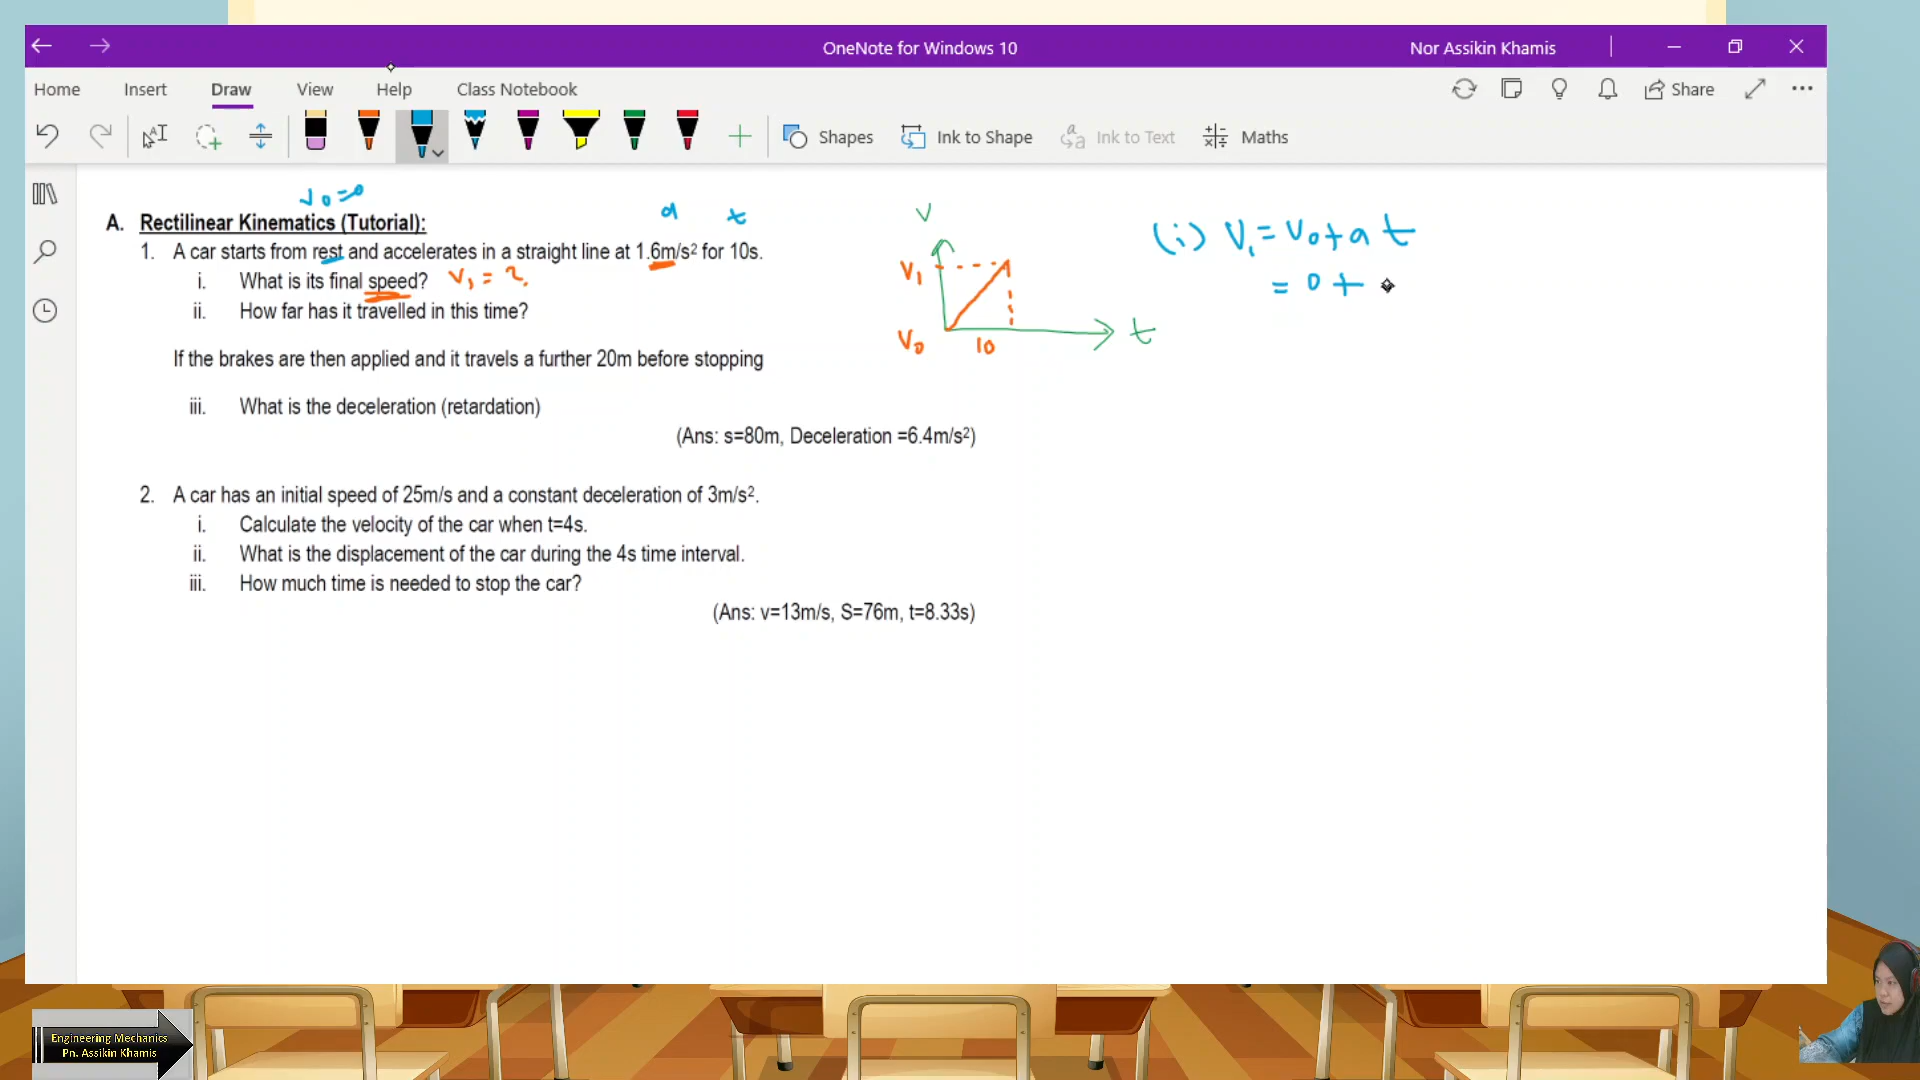 OneNote for Windows 10
Nor Assikin Khamis
Home Insert Draw View Help Class Notebook
Share
Shapes Ink to Shape Ink to Text Maths
v0=0
A. Rectilinear Kinematics (Tutorial):
a t
1. A car starts from rest and accelerates in a straight line at 1.6m/s² for 10s.
i. What is its final speed? v1 = ?
ii. How far has it travelled in this time?
If the brakes are then applied and it travels a further 20m before stopping
iii. What is the deceleration (retardation)
(Ans: s=80m, Deceleration =6.4m/s²)
2. A car has an initial speed of 25m/s and a constant deceleration of 3m/s².
i. Calculate the velocity of the car when t=4s.
ii. What is the displacement of the car during the 4s time interval.
iii. How much time is needed to stop the car?
(Ans: v=13m/s, S=76m, t=8.33s)
v
v1
v0
10
t
(i) v1 = v0 + a t
= 0 +
Engineering Mechanics
Pn. Assikin Khamis